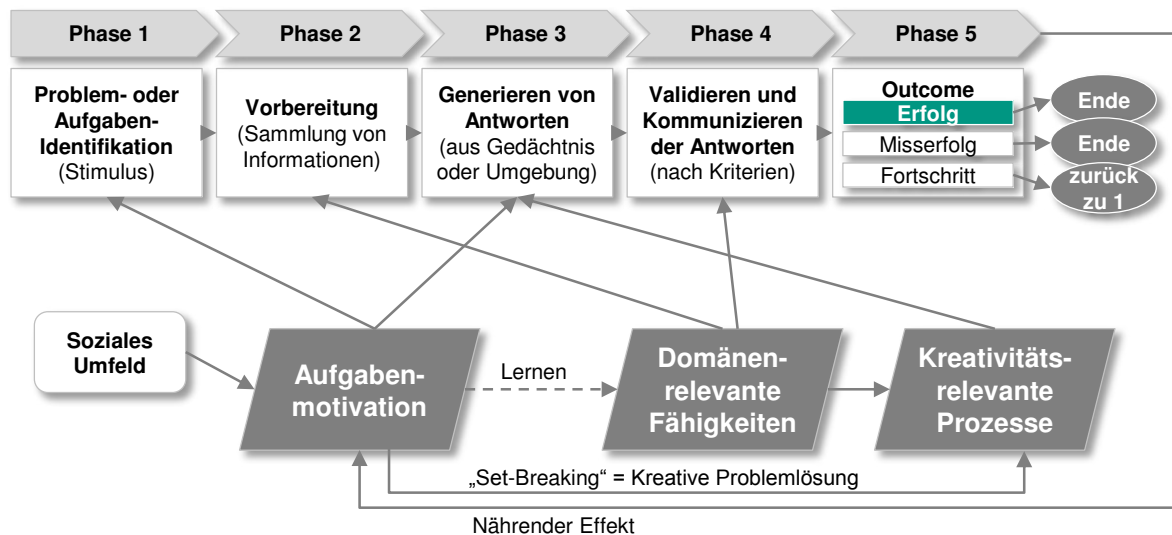 Phase 1
Phase 2
Phase 3
Phase 4
Phase 5
Problem- oder
Aufgaben-
Identifikation
(Stimulus)
Vorbereitung
(Sammlung von
Informationen)
Generieren von
Antworten
(aus Gedächtnis
oder Umgebung)
Validieren und
Kommunizieren
der Antworten
(nach Kriterien)
Outcome
Erfolg
Misserfolg
Fortschritt
Ende
Ende
zurück
zu 1
Soziales
Umfeld
Aufgaben-
motivation
Lernen
Domänen-
relevante
Fähigkeiten
Kreativitäts-
relevante
Prozesse
„Set-Breaking“ = Kreative Problemlösung
Nährender Effekt